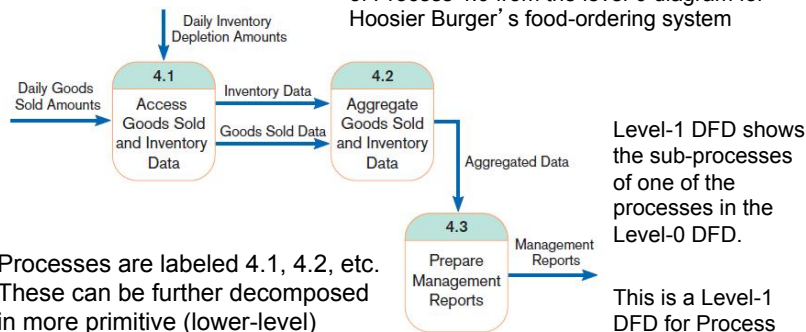 Hoosier Burger's food-ordering system
Daily Inventory
Depletion Amounts
Daily Goods
Sold Amounts
4.1
Access
Goods Sold
and Inventory
Data
Inventory Data
Goods Sold Data
4.2
Aggregate
Goods Sold
and Inventory
Data
Aggregated Data
4.3
Prepare
Management
Reports
Management
Reports
Level-1 DFD shows
the sub-processes
of one of the
processes in the
Level-0 DFD.
This is a Level-1
DFD for Process
Processes are labeled 4.1, 4.2, etc.
These can be further decomposed
in more primitive (lower-level)